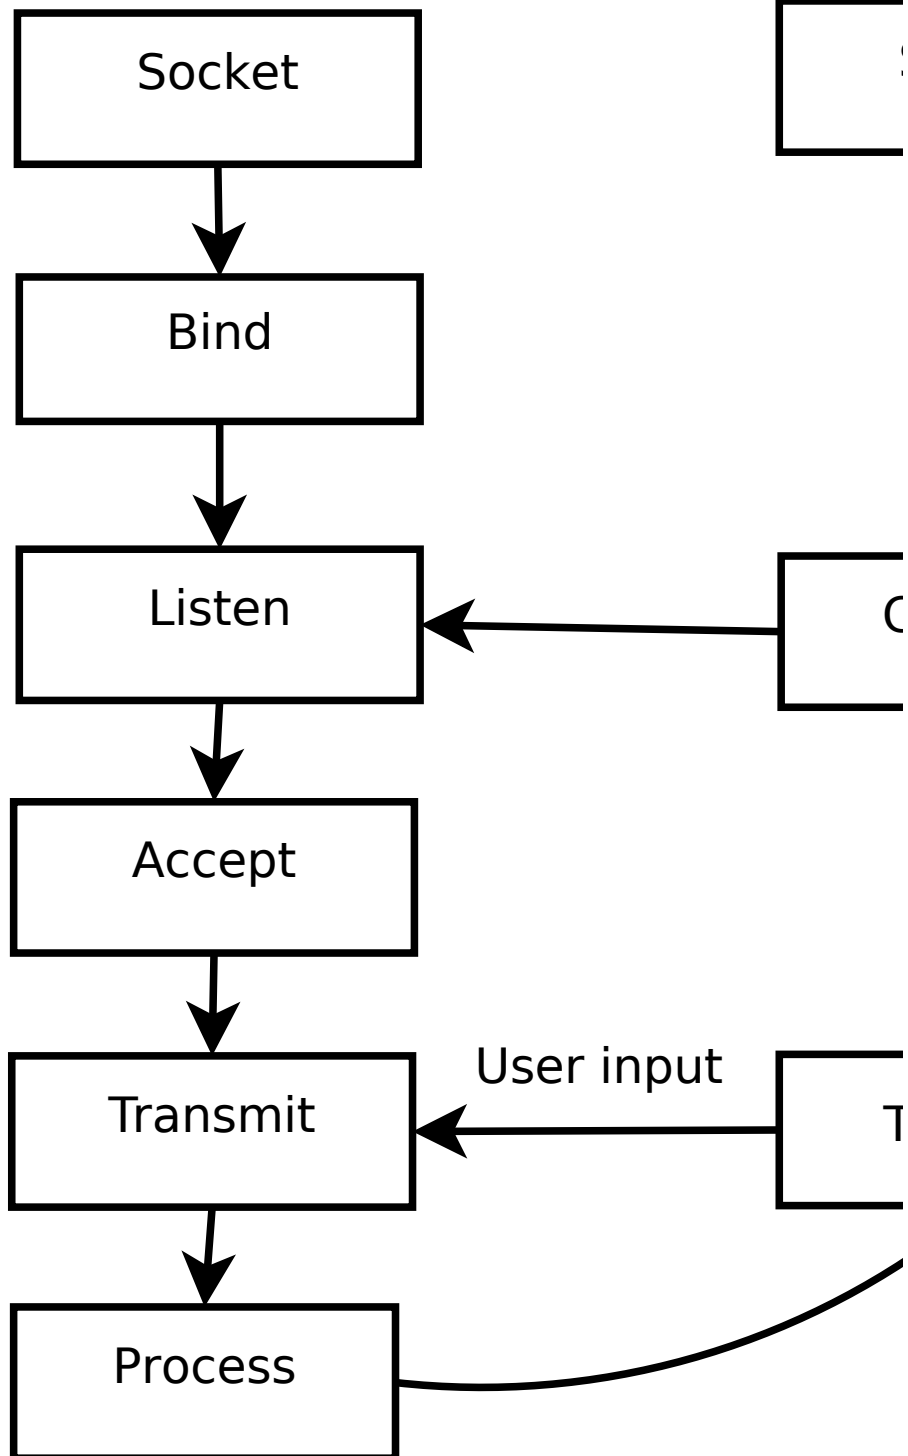 Socket
Bind
Listen
Accept
User input
Transmit
Process